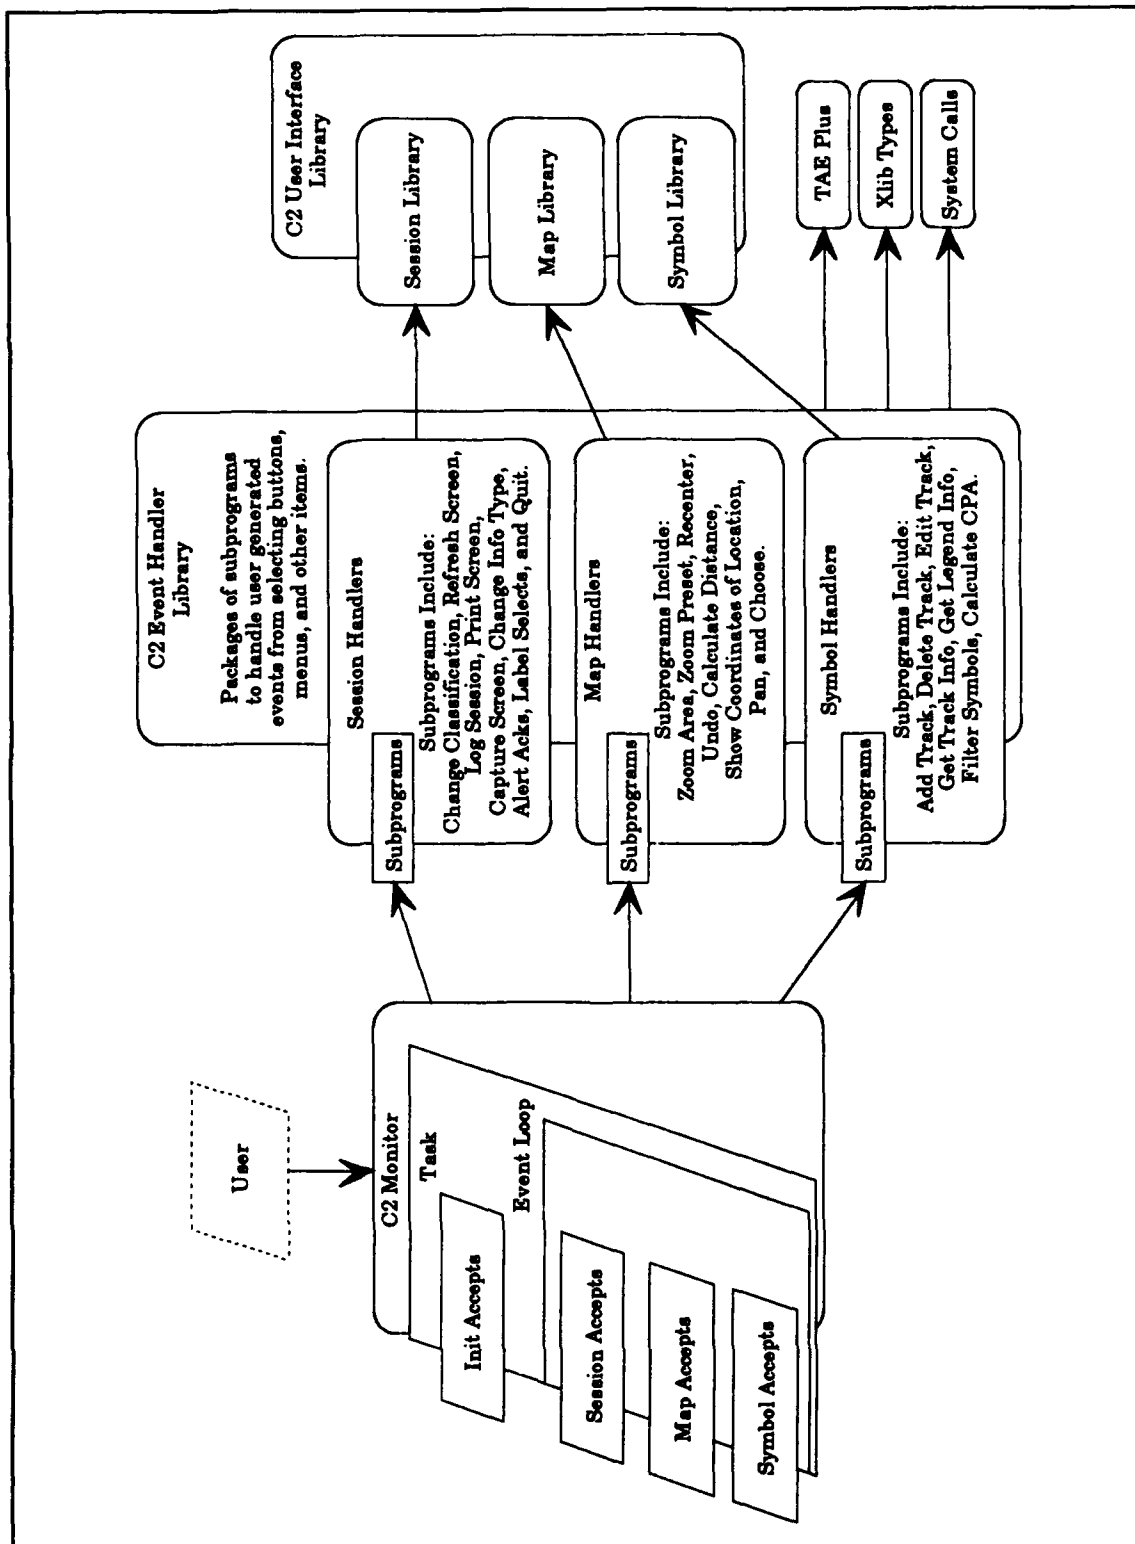 User
C2 Monitor
Task
Init Accepts
Event Loop
Session Accepts
Map Accepts
Symbol Accepts
C2 Event Handler
Library
Packages of subprograms
to handle user generated
events from selecting buttons,
menus, and other items.
Session Handlers
Subprograms
Subprograms Include:
Change Classification, Refresh Screen,
Log Session, Print Screen,
Capture Screen, Change Info Type,
Alert Acks, Label Selects, and Quit.
Map Handlers
Subprograms
Subprograms Include:
Zoom Area, Zoom Preset, Recenter,
Undo, Calculate Distance,
Show Coordinates of Location,
Pan, and Choose.
Symbol Handlers
Subprograms
Subprograms Include:
Add Track, Delete Track, Edit Track,
Get Track Info, Get Legend Info,
Filter Symbols, Calculate CPA.
C2 User Interface
Library
Session Library
Map Library
Symbol Library
TAE Plus
Xlib Types
System Calls